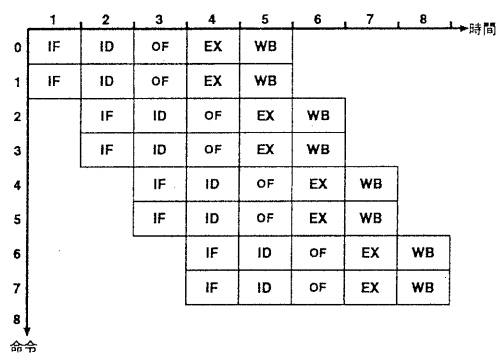 1 2 3 4 5 6 7 8 時間
0 IF ID OF EX WB
1 IF ID OF EX WB
2 IF ID OF EX WB
3 IF ID OF EX WB
4 IF ID OF EX WB
5 IF ID OF EX WB
6 IF ID OF EX WB
7 IF ID OF EX WB
8
命令